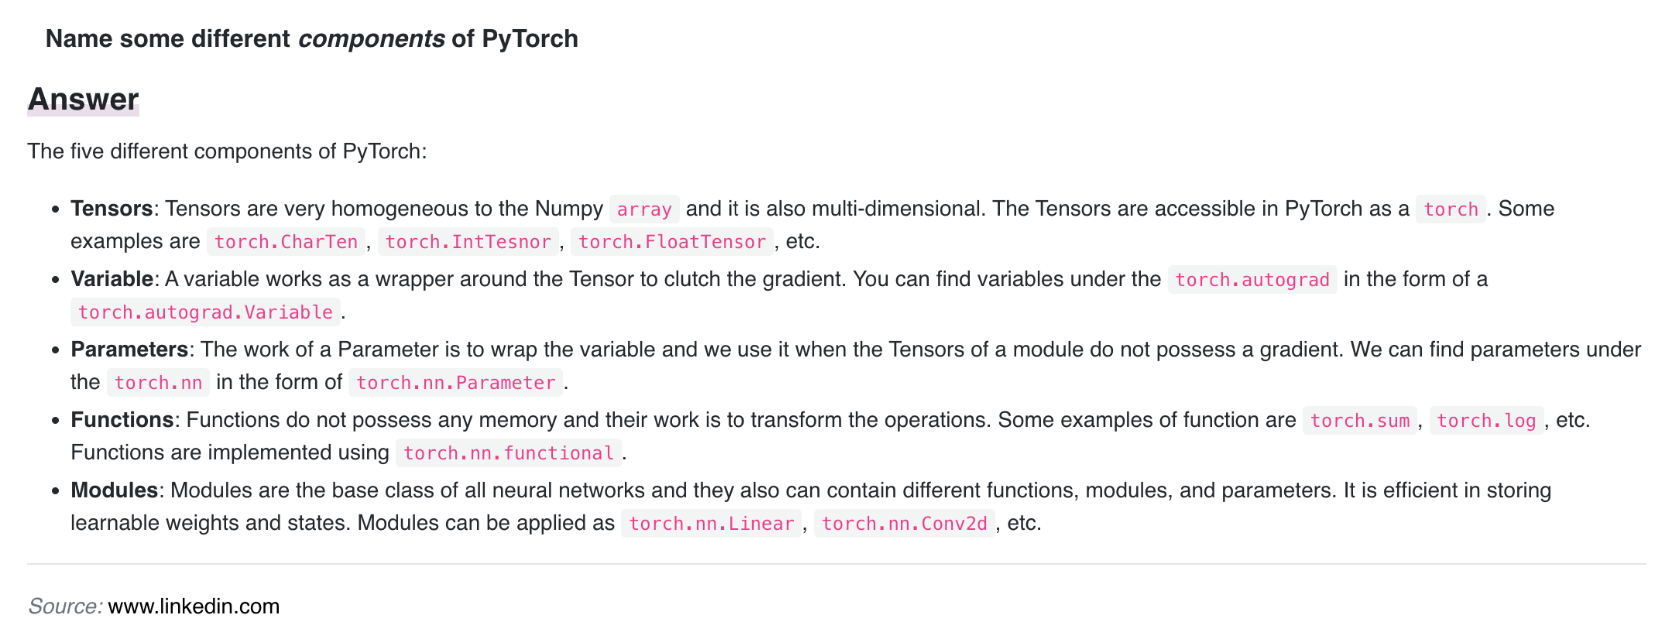 Name some different components of PyTorch
Answer
The five different components of PyTorch:
• Tensors: Tensors are very homogeneous to the Numpy array and it is also multi-dimensional. The Tensors are accessible in PyTorch as a torch . Some
examples are torch.CharTen , torch.IntTesnor , torch.FloatTensor , etc.
• Variable: A variable works as a wrapper around the Tensor to clutch the gradient. You can find variables under the torch.autograd in the form of a
torch.autograd.Variable .
• Parameters: The work of a Parameter is to wrap the variable and we use it when the Tensors of a module do not possess a gradient. We can find parameters under
the torch.nn in the form of torch.nn.Parameter .
• Functions: Functions do not possess any memory and their work is to transform the operations. Some examples of function are torch.sum , torch.log , etc.
Functions are implemented using torch.nn.functional .
• Modules: Modules are the base class of all neural networks and they also can contain different functions, modules, and parameters. It is efficient in storing
learnable weights and states. Modules can be applied as torch.nn.Linear , torch.nn.Conv2d , etc.
Source: www.linkedin.com